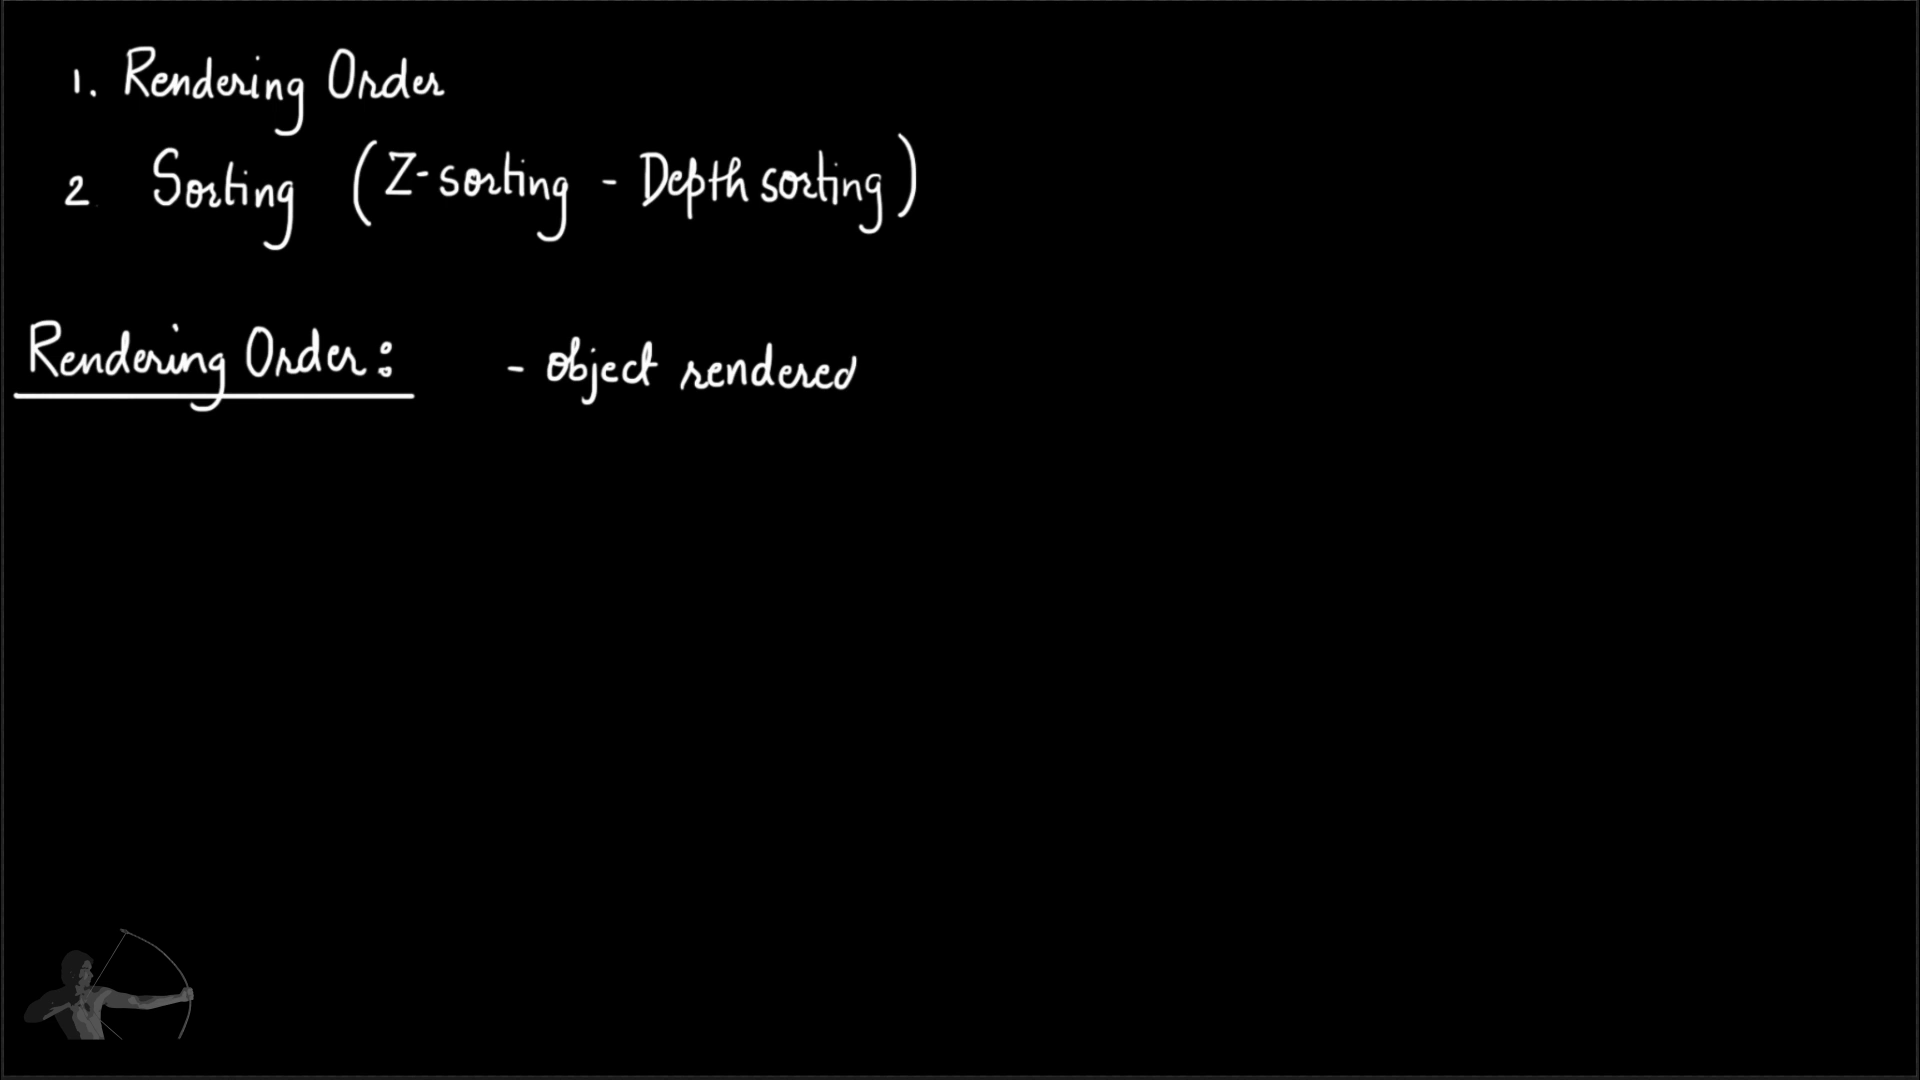 1. Rendering Order
2 Sorting (Z-sorting - Depth sorting)
Rendering Order: - Object rendered